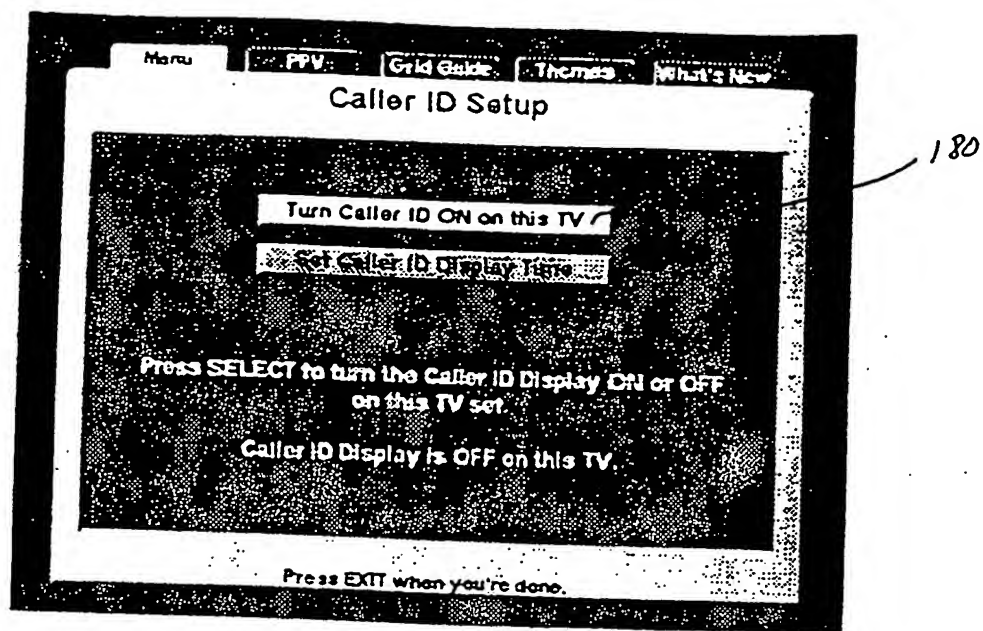 Menu PPV Grid Guide Themes What's New
Caller ID Setup
180
Turn Caller ID ON on this TV
Set Caller ID Display Time
Press SELECT to turn the Caller ID Display ON or OFF
on this TV set.
Caller ID Display is OFF on this TV.
Press EXIT when you're done.